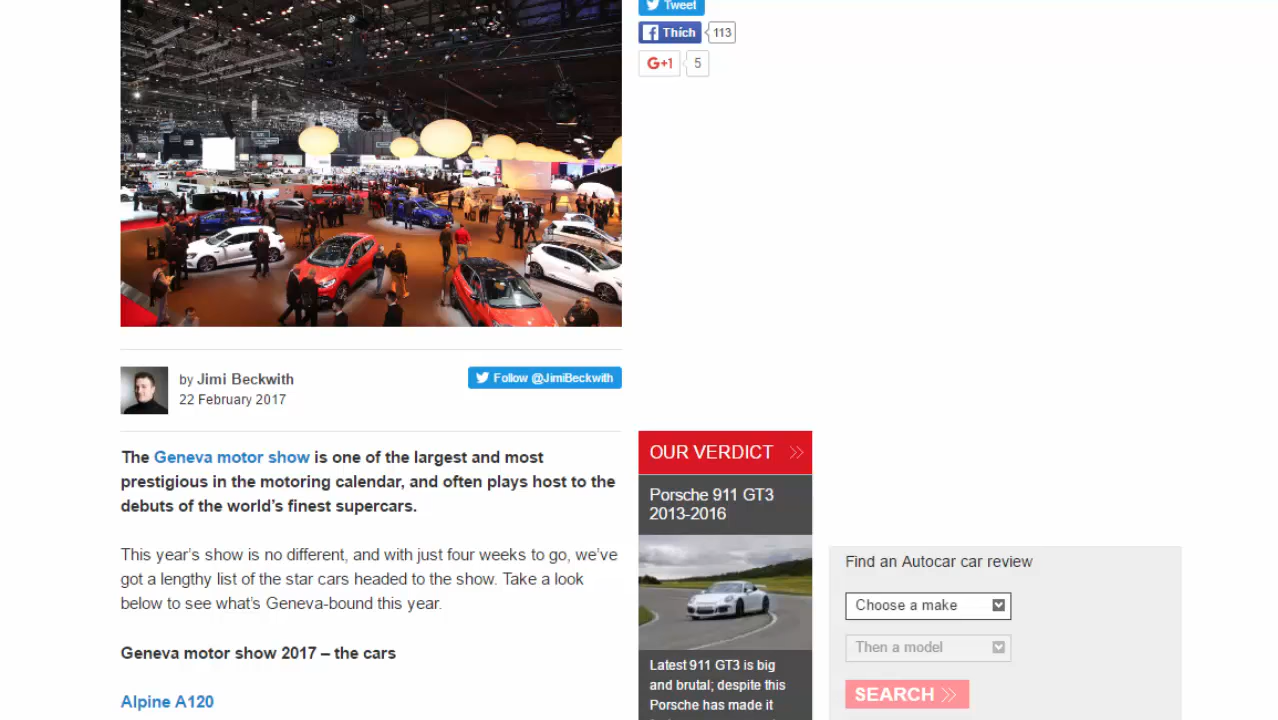 Tweet
Thích 113
G+1 5
by Jimi Beckwith
22 February 2017
Follow @JimiBeckwith
The Geneva motor show is one of the largest and most
prestigious in the motoring calendar, and often plays host to the
debuts of the world’s finest supercars.
This year’s show is no different, and with just four weeks to go, we’ve
got a lengthy list of the star cars headed to the show. Take a look
below to see what’s Geneva-bound this year.
Geneva motor show 2017 – the cars
Alpine A120
OUR VERDICT
Porsche 911 GT3
2013-2016
Latest 911 GT3 is big
and brutal; despite this
Porsche has made it
Find an Autocar car review
Choose a make
Then a model
SEARCH